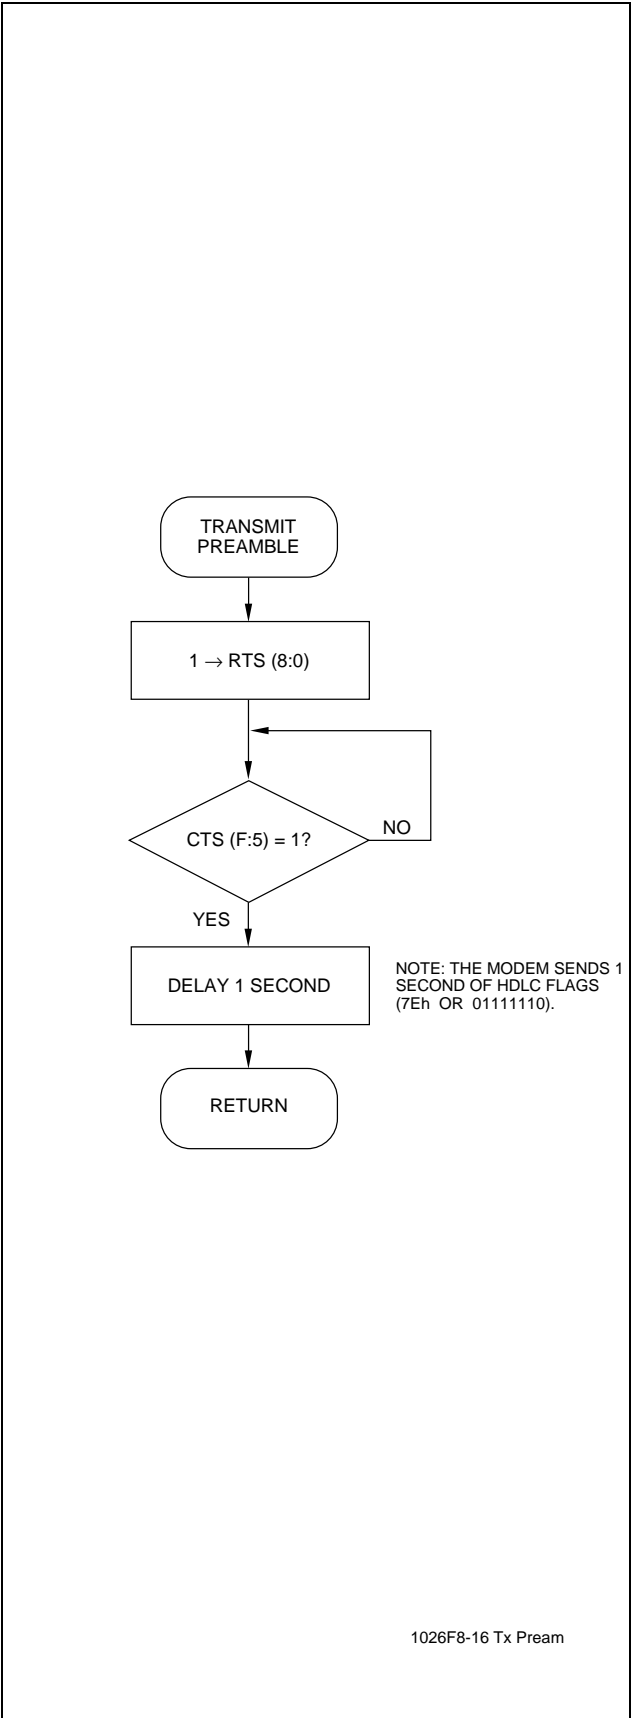 TRANSMIT
PREAMBLE
1 → RTS (8:0)
CTS (F:5) = 1?
NO
YES
DELAY 1 SECOND
NOTE: THE MODEM SENDS 1
SECOND OF HDLC FLAGS
(7Eh OR 01111110).
RETURN
1026F8-16 Tx Pream